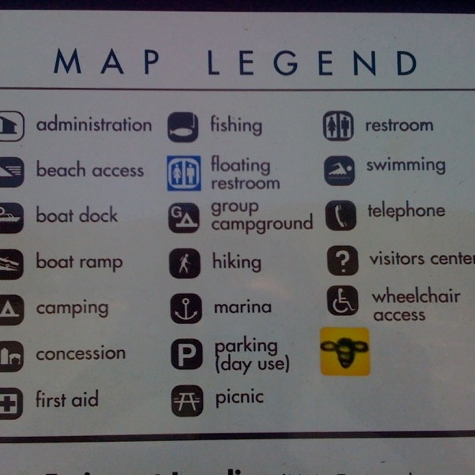 MAP LEGEND
administration
beach access
boat dock
boat ramp
camping
concession
first aid
fishing
floating
restroom
G
group
campground
hiking
marina
P
parking
(day use)
picnic
restroom
swimming
telephone
?
visitors center
wheelchair
access